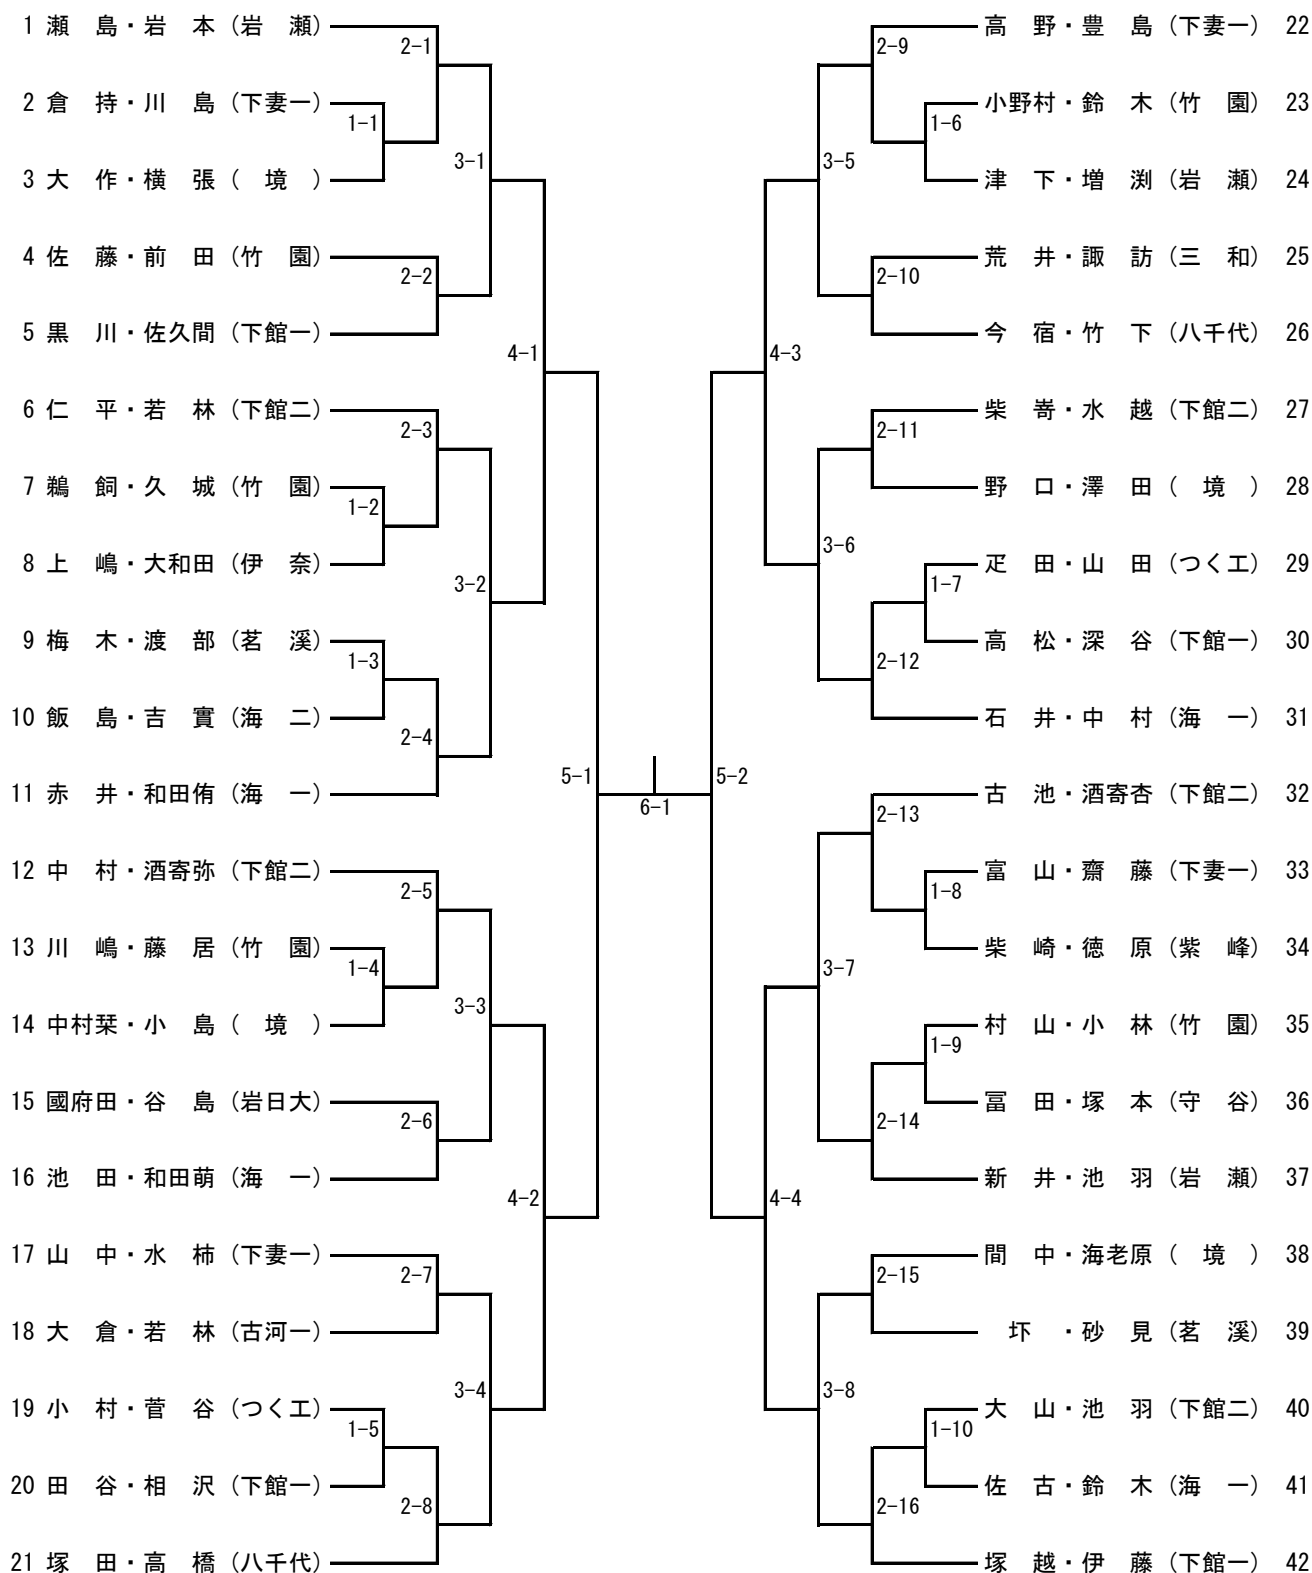 1 瀬　島・岩　本（岩　瀬）
2-1
2 倉　持・川　島（下妻一）
1-1
3-1
3 大　作・横　張（　境　）
4 佐　藤・前　田（竹　園）
2-2
5 黒　川・佐久間（下館一）
4-1
6 仁　平・若　林（下館二）
2-3
7 鵜　飼・久　城（竹　園）
1-2
8 上　嶋・大和田（伊　奈）
3-2
9 梅　木・渡　部（茗　溪）
1-3
10 飯　島・吉　實（海　二）
2-4
5-1
11 赤　井・和田侑（海　一）
6-1
12 中　村・酒寄弥（下館二）
2-5
13 川　嶋・藤　居（竹　園）
1-4
3-3
14 中村栞・小　島（　境　）
15 國府田・谷　島（岩日大）
2-6
16 池　田・和田萌（海　一）
4-2
17 山　中・水　柿（下妻一）
2-7
18 大　倉・若　林（古河一）
3-4
19 小　村・菅　谷（つく工）
1-5
20 田　谷・相　沢（下館一）
2-8
21 塚　田・高　橋（八千代）
高　野・豊　島（下妻一） 22
2-9
小野村・鈴　木（竹　園） 23
1-6
3-5
津　下・増　渕（岩　瀬） 24
荒　井・諏　訪（三　和） 25
2-10
今　宿・竹　下（八千代） 26
4-3
柴　嵜・水　越（下館二） 27
2-11
野　口・澤　田（　境　） 28
3-6
疋　田・山　田（つく工） 29
1-7
高　松・深　谷（下館一） 30
2-12
石　井・中　村（海　一） 31
5-2
古　池・酒寄杏（下館二） 32
2-13
富　山・齋　藤（下妻一） 33
1-8
柴　崎・徳　原（紫　峰） 34
3-7
村　山・小　林（竹　園） 35
1-9
冨　田・塚　本（守　谷） 36
2-14
新　井・池　羽（岩　瀬） 37
4-4
間　中・海老原（　境　） 38
2-15
圷　・砂　見（茗　溪） 39
3-8
大　山・池　羽（下館二） 40
1-10
佐　古・鈴　木（海　一） 41
2-16
塚　越・伊　藤（下館一） 42